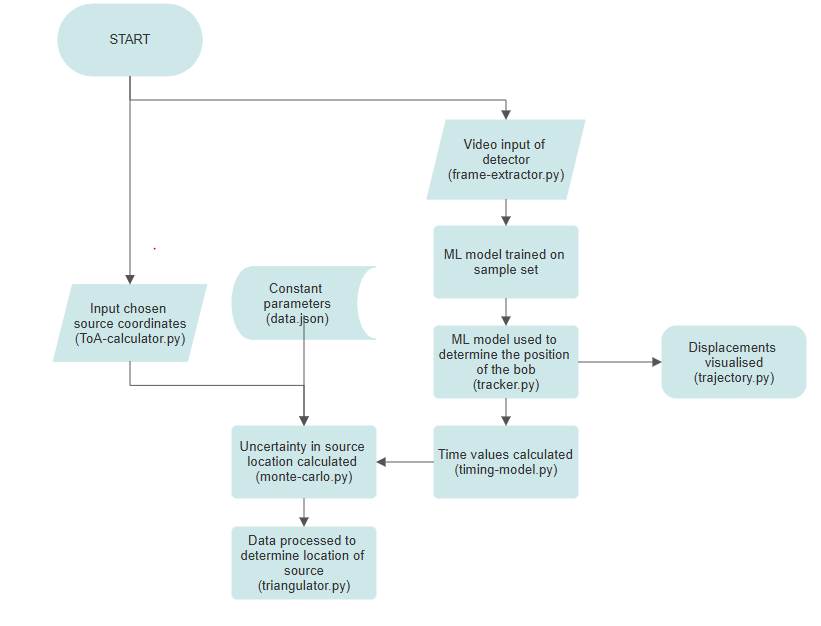 START
Video input of
detector
(frame-extractor.py)
ML model trained on
sample set
Input chosen
source coordinates
(ToA-calculator.py)
Constant
parameters
(data.json)
ML model used to
determine the position
of the bob
(tracker.py)
Displacements
visualised
(trajectory.py)
Uncertainty in source
location calculated
(monte-carlo.py)
Time values calculated
(timing-model.py)
Data processed to
determine location of
source
(triangulator.py)